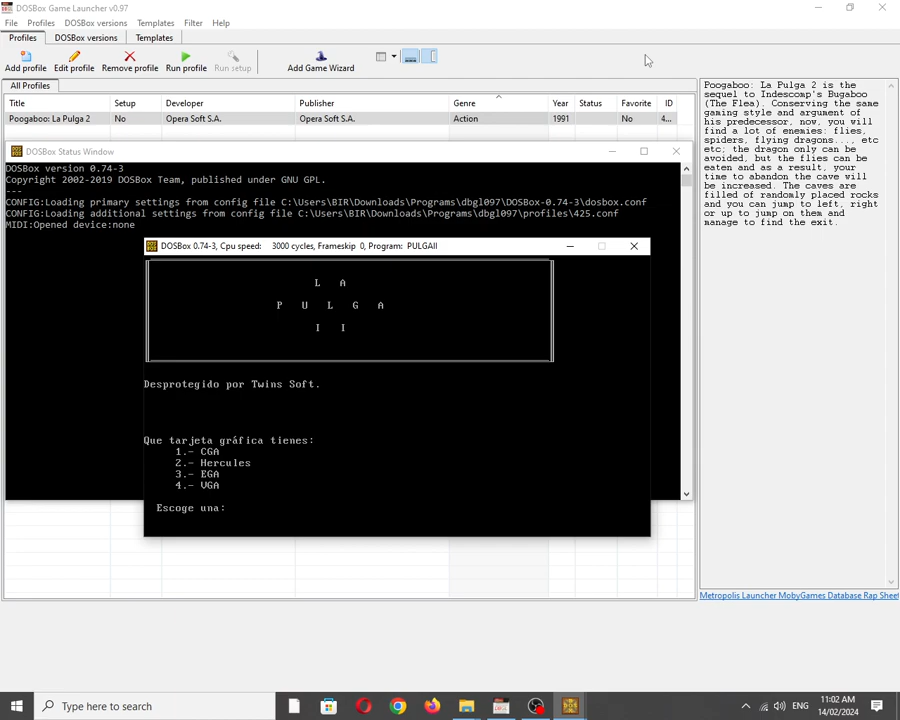 DOSBox Game Launcher v0.97
File Profiles DOSBox versions Templates Filter Help
Profiles DOSBox versions Templates
Add profile Edit profile Remove profile Run profile Run setup Add Game Wizard
All Profiles
Title Setup Developer Publisher Genre Year Status Favorite ID
Poogaboo: La Pulga 2 No Opera Soft S.A. Opera Soft S.A. Action 1991 No 4...
DOSBox Status Window
DOSBox version 0.74-3
Copyright 2002-2019 DOSBox Team, published under GNU GPL.
---
CONFIG:Loading primary settings from config file C:\Users\BIR\Downloads\Programs\dbgl097\DOSBox-0.74-3\dosbox.conf
CONFIG:Loading additional settings from config file C:\Users\BIR\Downloads\Programs\dbgl097\profiles\425.conf
MIDI:Opened device:none
DOSBox 0.74-3, Cpu speed: 3000 cycles, Frameskip 0, Program: PULGAII
L A
P U L G A
I I
Desprotegido por Twins Soft.
Que tarjeta gráfica tienes:
1.- CGA
2.- Hercules
3.- EGA
4.- VGA
Escoge una:
Poogaboo: La Pulga 2 is the
sequel to Indescomp's Bugaboo
(The Flea). Conserving the same
gaming style and argument of
his predecessor, now, you will
find a lot of enemies: flies,
spiders, flying dragons..., etc
etc; the dragon only can be
avoided, but the flies can be
eaten and as a result, your
time to abandon the cave will
be increased. The caves are
filled of randomly placed rocks
and you can jump to left, right
or up to jump on them and
manage to find the exit.
Metropolis Launcher MobyGames Database Rap Sheet
Type here to search
ENG
11:02 AM
14/02/2024